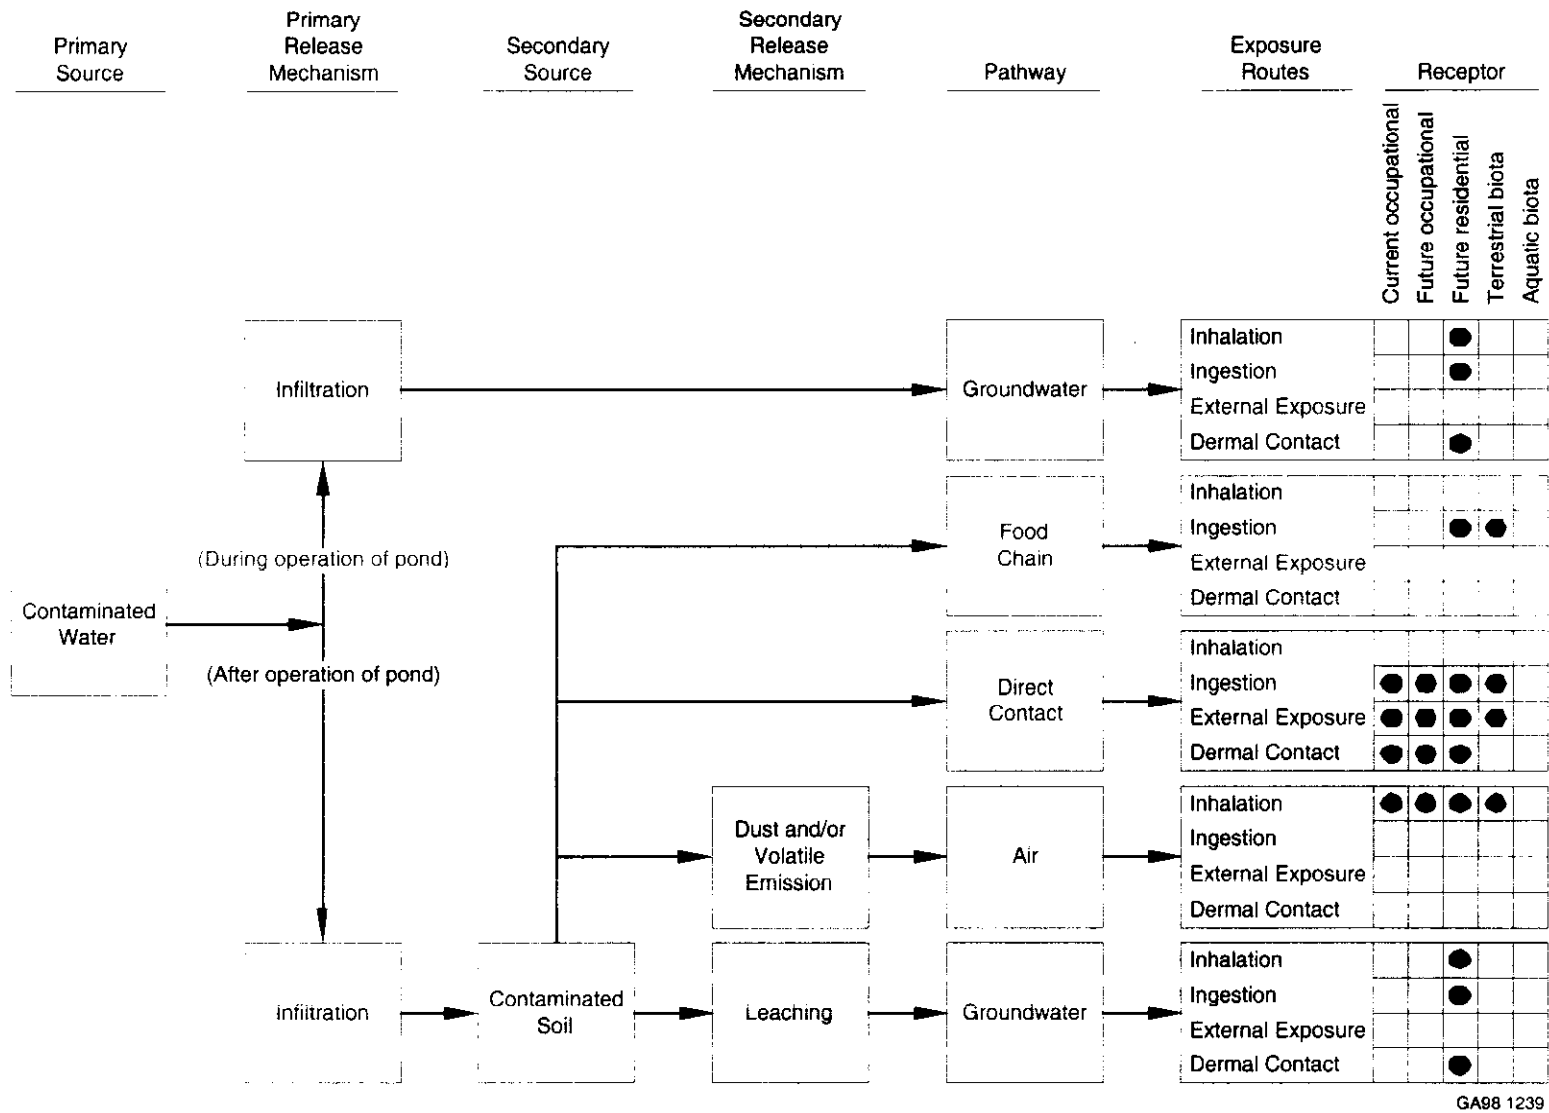 Primary
Source
Primary
Release
Mechanism
Secondary
Source
Secondary
Release
Mechanism
Pathway
Exposure
Routes
Receptor
Current occupational
Future occupational
Future residential
Terrestrial biota
Aquatic biota
Infiltration
Groundwater
Inhalation
Ingestion
External Exposure
Dermal Contact
(During operation of pond)
Food
Chain
Inhalation
Ingestion
External Exposure
Dermal Contact
Contaminated
Water
(After operation of pond)
Direct
Contact
Inhalation
Ingestion
External Exposure
Dermal Contact
Dust and/or
Volatile
Emission
Air
Inhalation
Ingestion
External Exposure
Dermal Contact
Infiltration
Contaminated
Soil
Leaching
Groundwater
Inhalation
Ingestion
External Exposure
Dermal Contact
GA98 1239